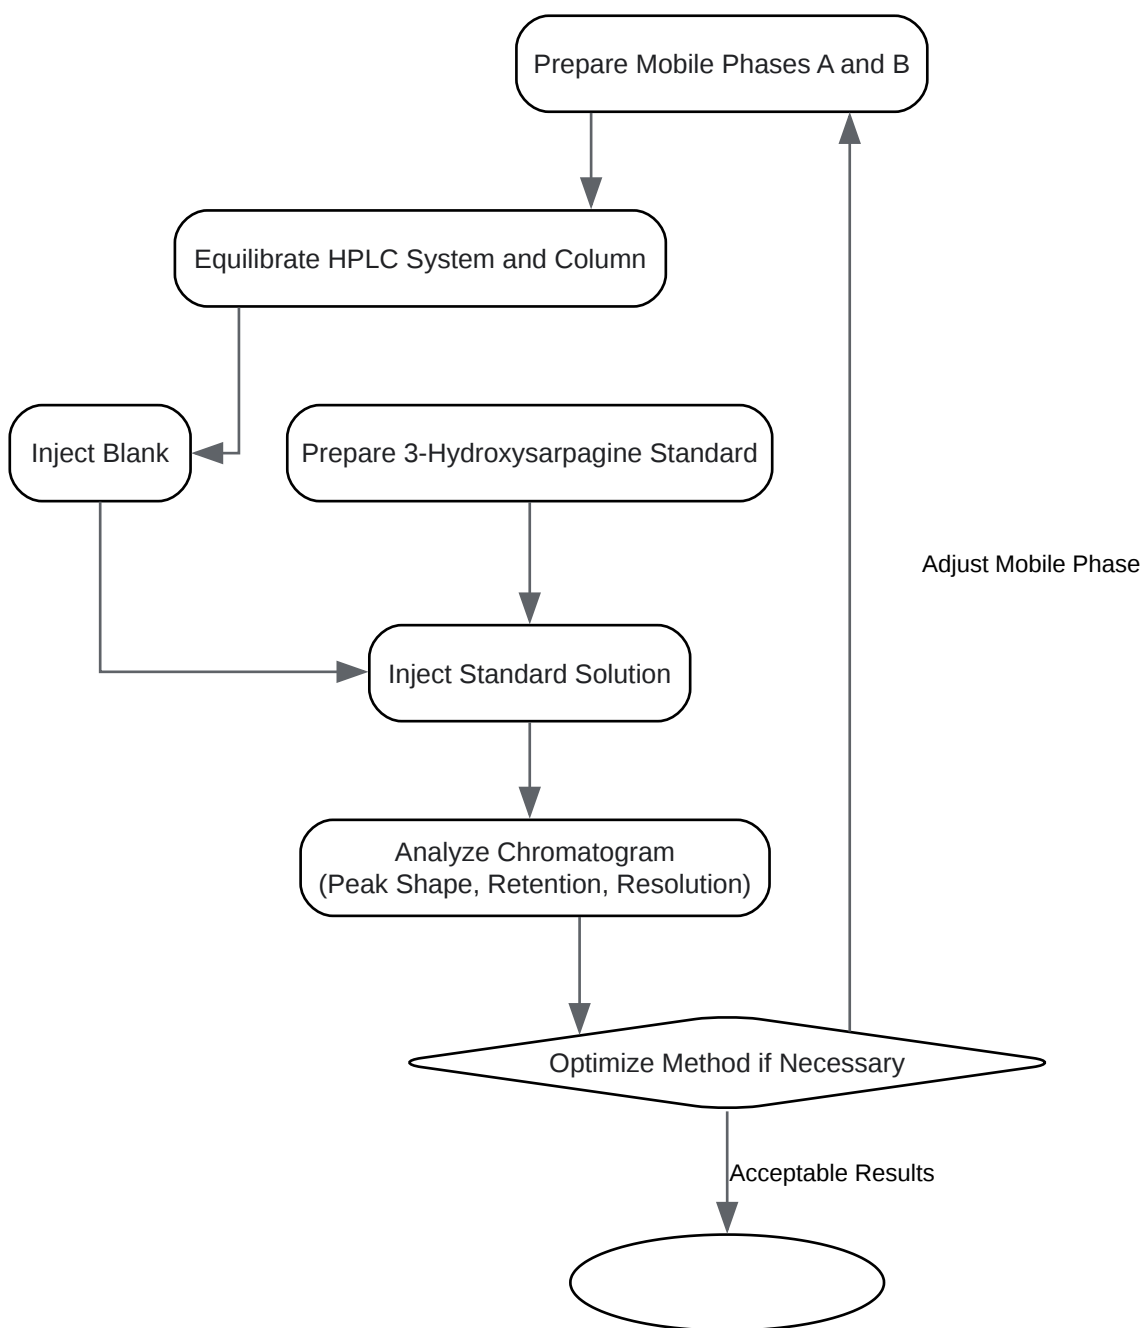 Prepare Mobile Phases A and B
Equilibrate HPLC System and Column
Inject Blank
Prepare 3-Hydroxysarpagine Standard
Adjust Mobile Phase
Inject Standard Solution
Analyze Chromatogram
(Peak Shape, Retention, Resolution)
Optimize Method if Necessary
Acceptable Results